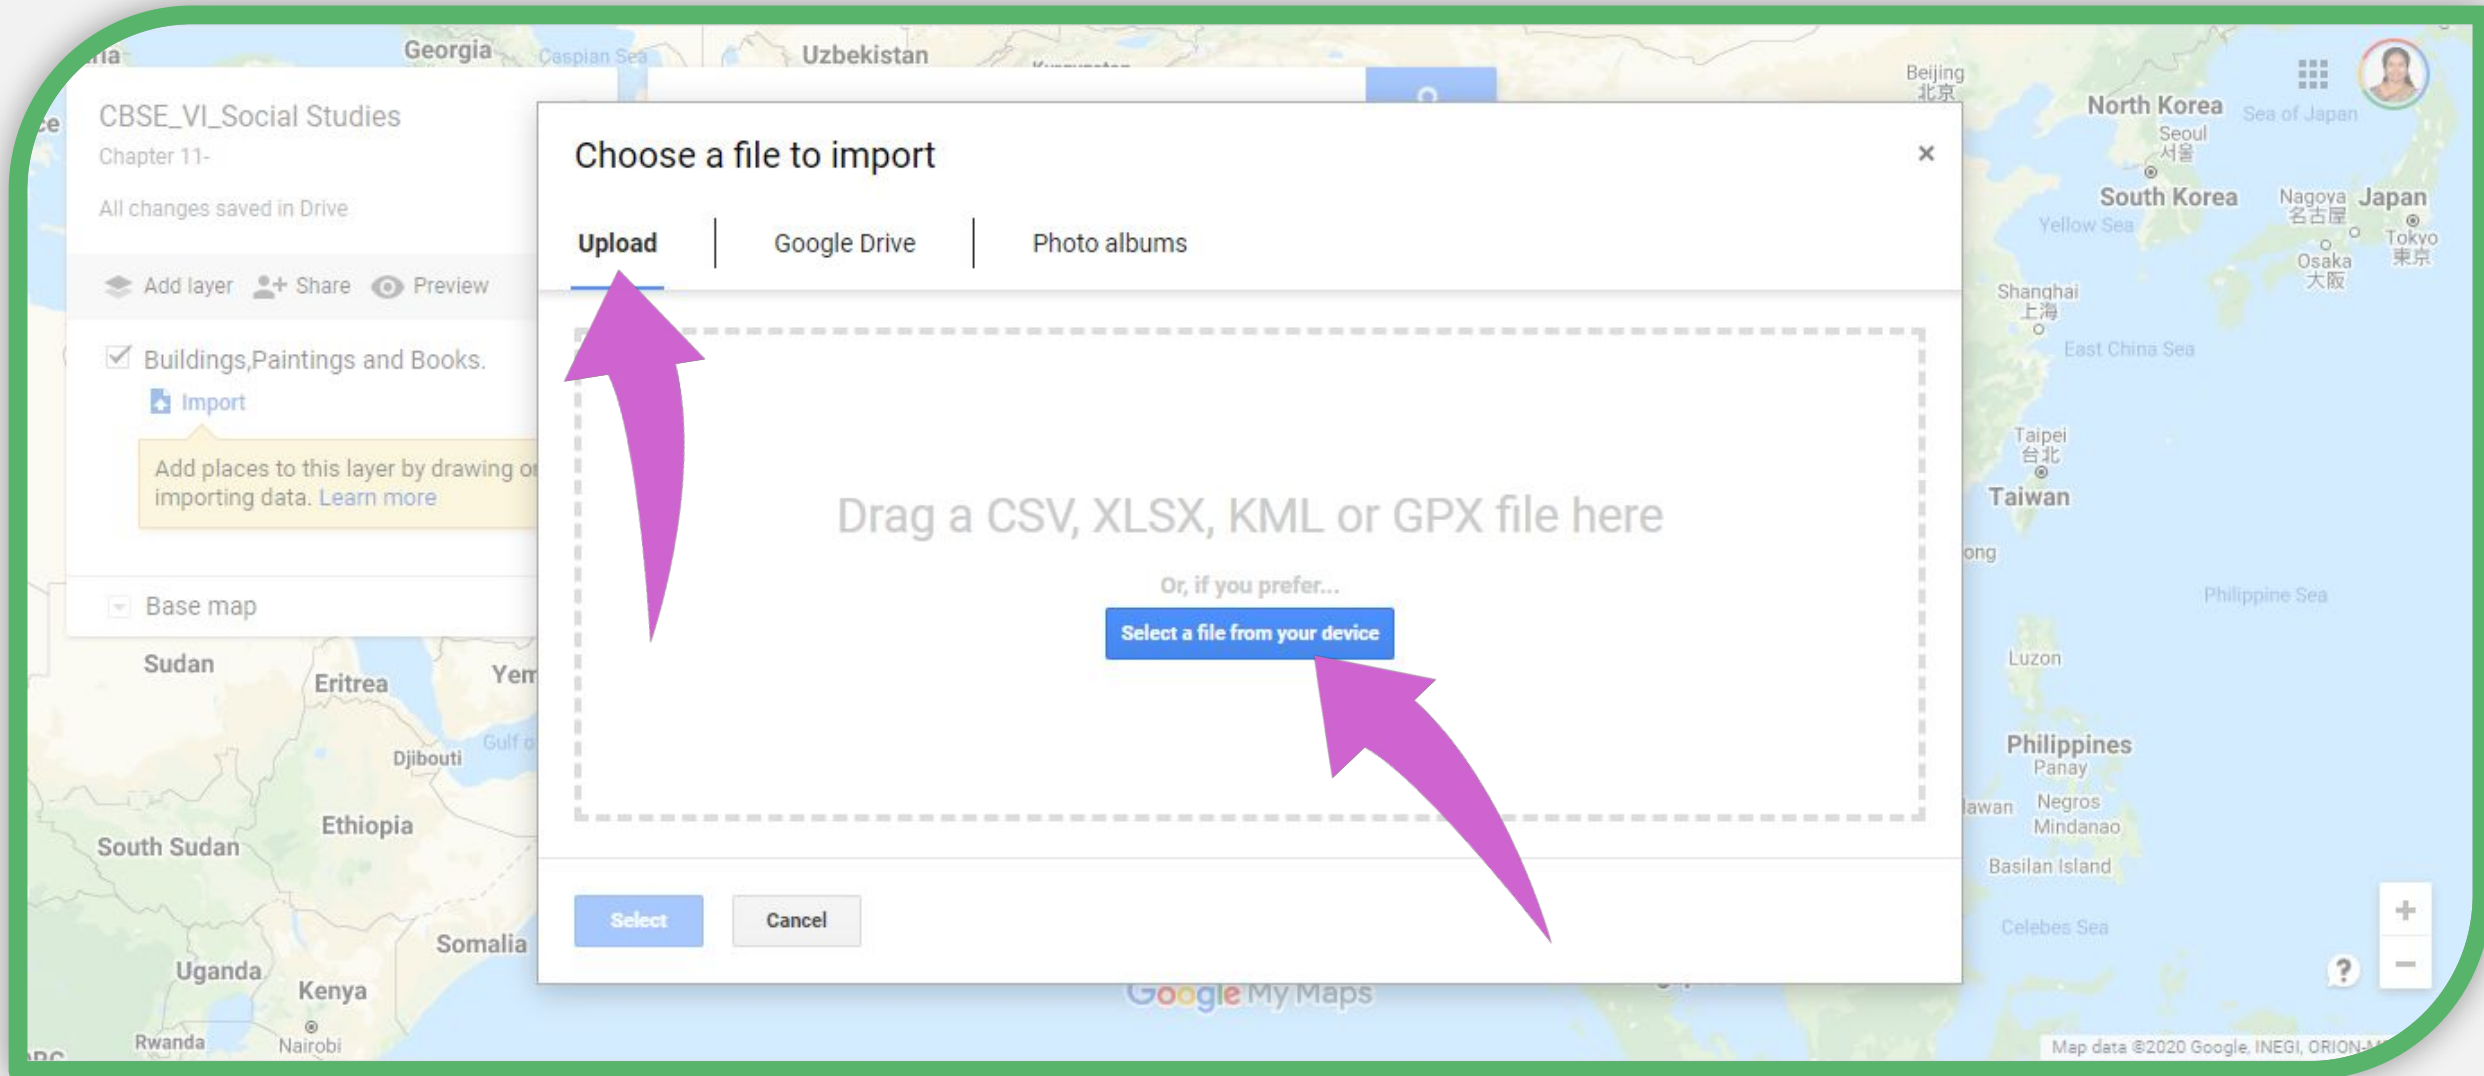 Georgia
Caspian Sea
Uzbekistan
Beijing
北京
North Korea
Sea of Japan
Seoul
서울
South Korea
Nagoya
名古屋
Japan
Yellow Sea
Tokyo
東京
Osaka
大阪
CBSE_VI_Social Studies
Chapter 11-
All changes saved in Drive
Add layer
Share
Preview
Buildings,Paintings and Books.
Import
Add places to this layer by drawing or
importing data. Learn more
Base map
Choose a file to import
×
Upload
Google Drive
Photo albums
Drag a CSV, XLSX, KML or GPX file here
Or, if you prefer...
Select a file from your device
Select
Cancel
Shanghai
上海
East China Sea
Taipei
台北
Taiwan
ong
Philippine Sea
Luzon
Philippines
Panay
Negros
lawan
Mindanao
Basilan Island
Celebes Sea
Sudan
Eritrea
Yem
Gulf o
Djibouti
Ethiopia
South Sudan
Somalia
Uganda
Kenya
Rwanda
Nairobi
Google My Maps
+
?
−
Map data ©2020 Google, INEGI, ORION-M